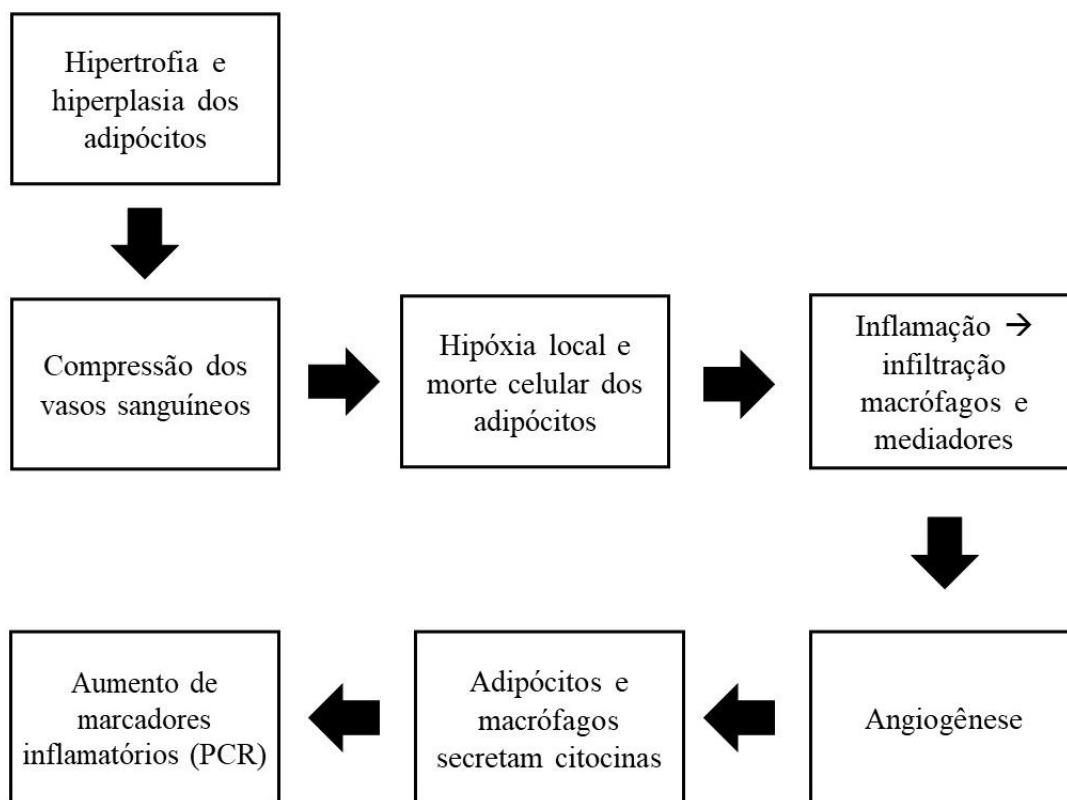 Hipertrofia e
hiperplasia dos
adipócitos
Compressão dos
vasos sanguíneos
Hipóxia local e
morte celular dos
adipócitos
Inflamação →
infiltração
macrófagos e
mediadores
Angiogênese
Adipócitos e
macrófagos
secretam citocinas
Aumento de
marcadores
inflamatórios (PCR)